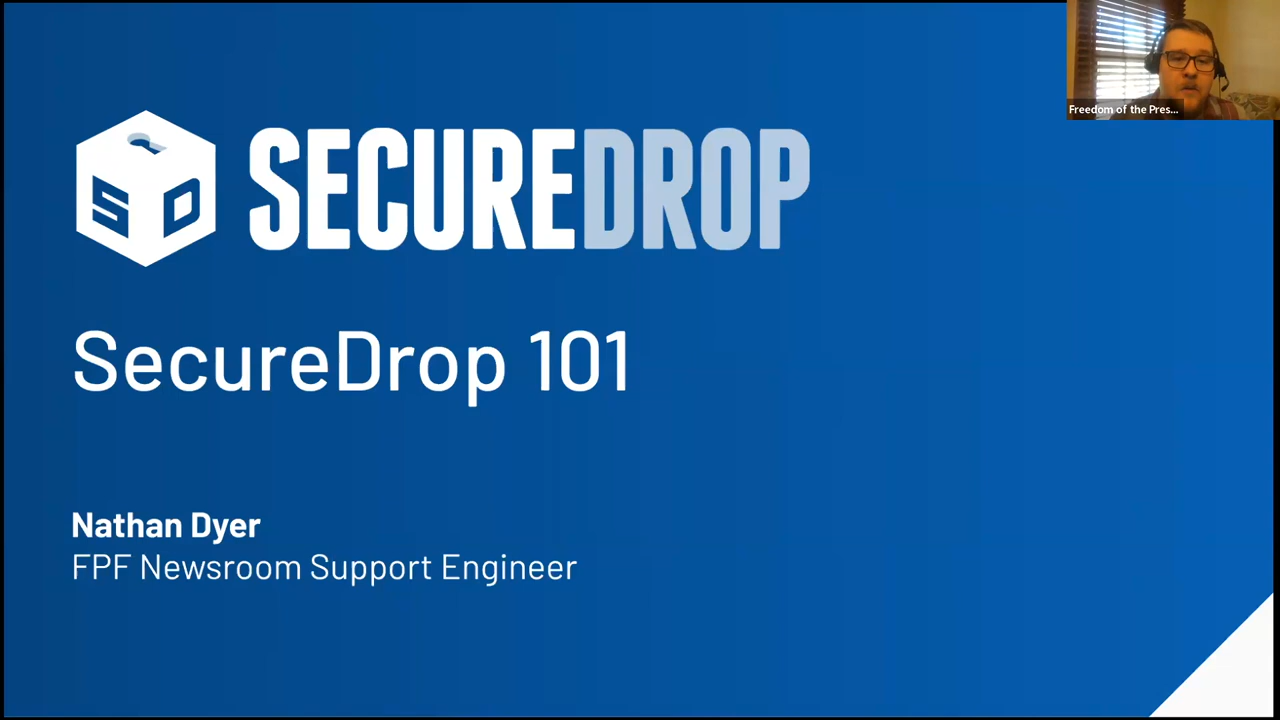 Freedom of the Pres...
SD
SECUREDROP
SecureDrop 101
Nathan Dyer
FPF Newsroom Support Engineer